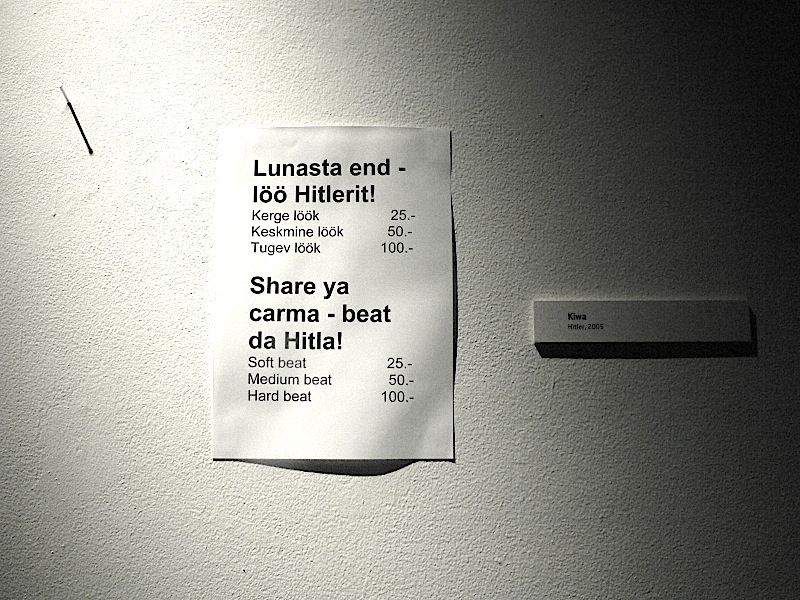 Lunasta end -
löö Hitlerit!
Kerge löök 25.-
Keskmine löök 50.-
Tugev löök 100.-
Share ya
carma - beat
da Hitla!
Soft beat 25.-
Medium beat 50.-
Hard beat 100.-
Kiwa
Hitler, 2005